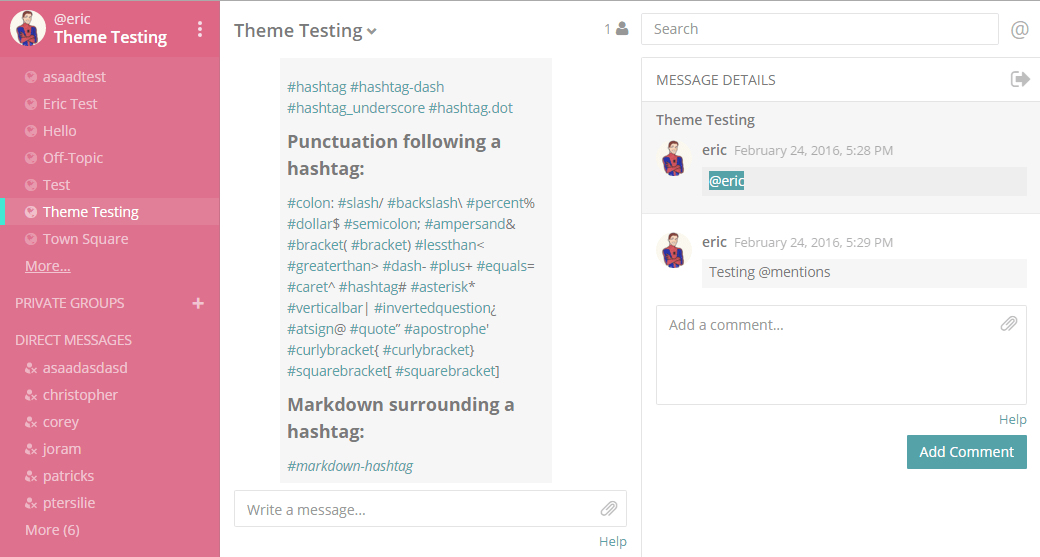 @eric
Theme Testing
asaadtest
Eric Test
Hello
Off-Topic
Test
Theme Testing
Town Square
More...
PRIVATE GROUPS +
DIRECT MESSAGES
asaadasdasd
christopher
corey
joram
patricks
ptersilie
More (6)
Theme Testing
1
#hashtag #hashtag-dash
#hashtag_underscore #hashtag.dot
Punctuation following a
hashtag:
#colon: #slash/ #backslash\ #percent%
#dollar$ #semicolon; #ampersand&
#bracket( #bracket) #lessthan<
#greaterthan> #dash- #plus+ #equals=
#caret^ #hashtag# #asterisk*
#verticalbar| #invertedquestion¿
#atsign@ #quote” #apostrophe'
#curlybracket{ #curlybracket}
#squarebracket[ #squarebracket]
Markdown surrounding a
hashtag:
#markdown-hashtag
Write a message...
Help
Search
@
MESSAGE DETAILS
Theme Testing
eric February 24, 2016, 5:28 PM
@eric
eric February 24, 2016, 5:29 PM
Testing @mentions
Add a comment...
Help
Add Comment